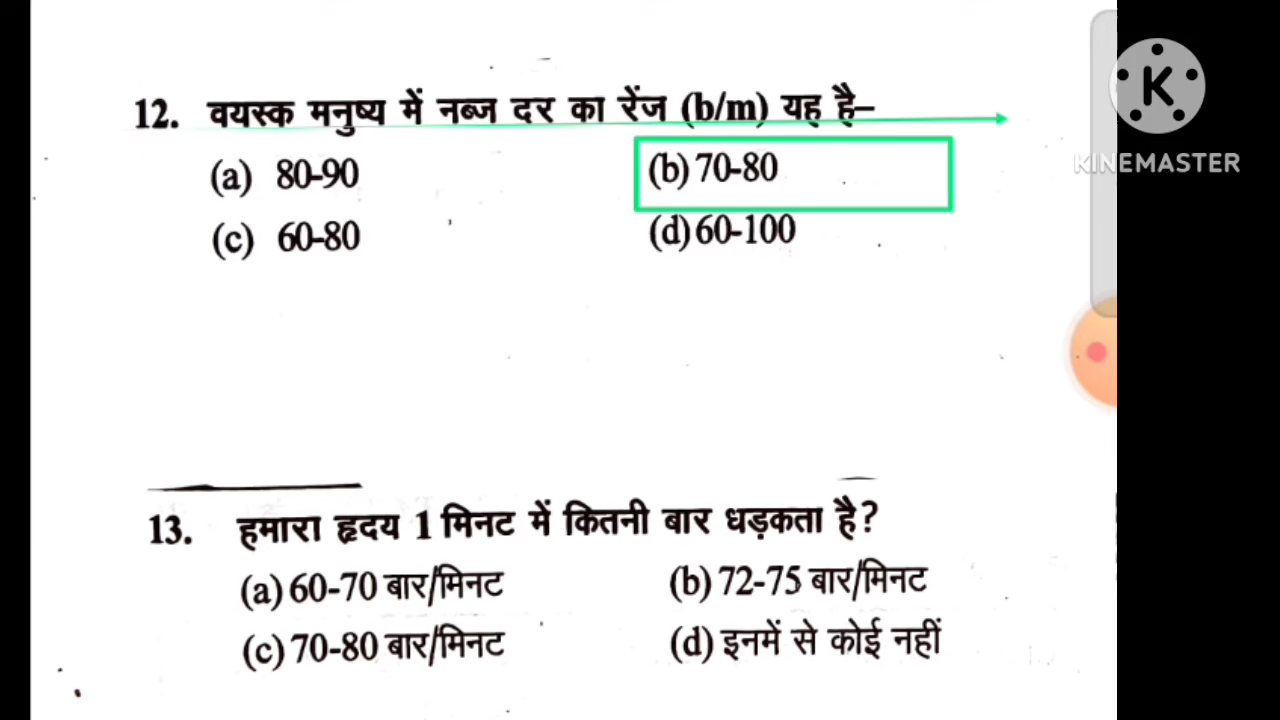 12. वयस्क मनुष्य में नब्ज दर का रेंज (b/m) यह है–
(a) 80-90 (b) 70-80
(c) 60-80 (d) 60-100
K
KINEMASTER
13. हमारा हृदय 1 मिनट में कितनी बार धड़कता है?
(a) 60-70 बार/मिनट (b) 72-75 बार/मिनट
(c) 70-80 बार/मिनट (d) इनमें से कोई नहीं